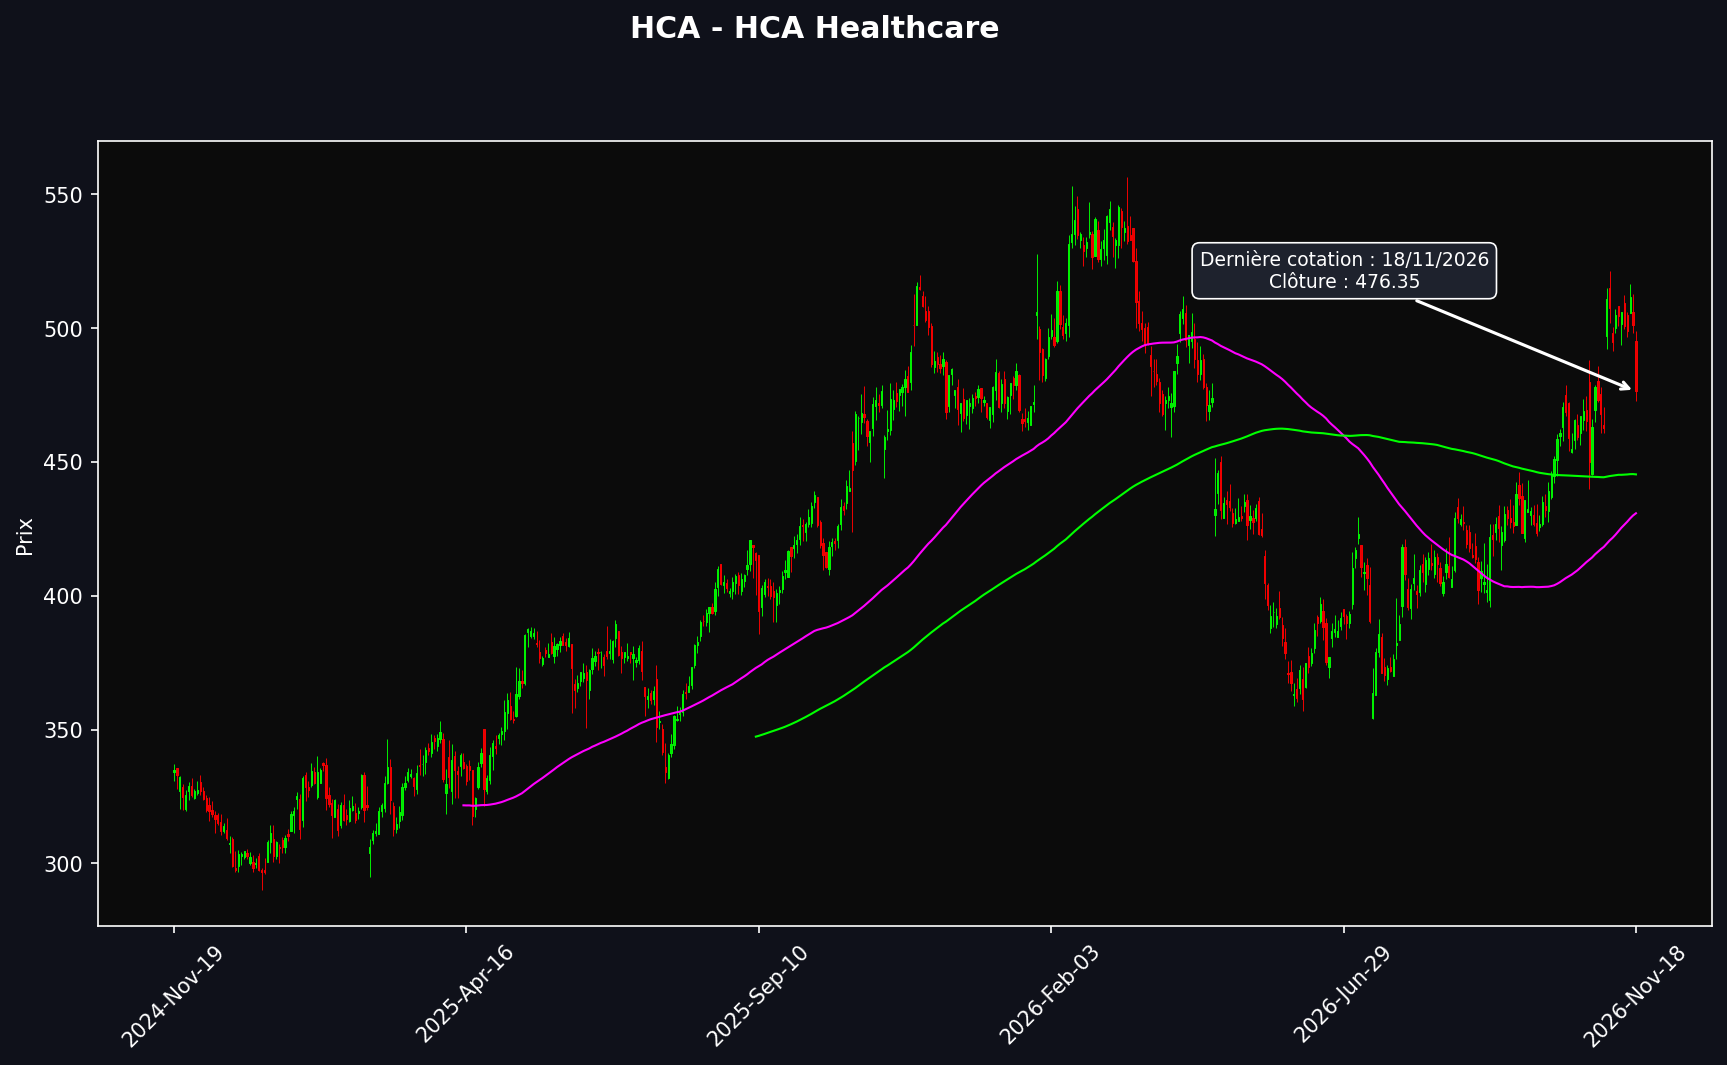 HCA - HCA Healthcare
Dernière cotation : 18/11/2026
Clôture : 476.35
Prix
550
500
450
400
350
300
2024-Nov-19
2025-Apr-16
2025-Sep-10
2026-Feb-03
2026-Jun-29
2026-Nov-18